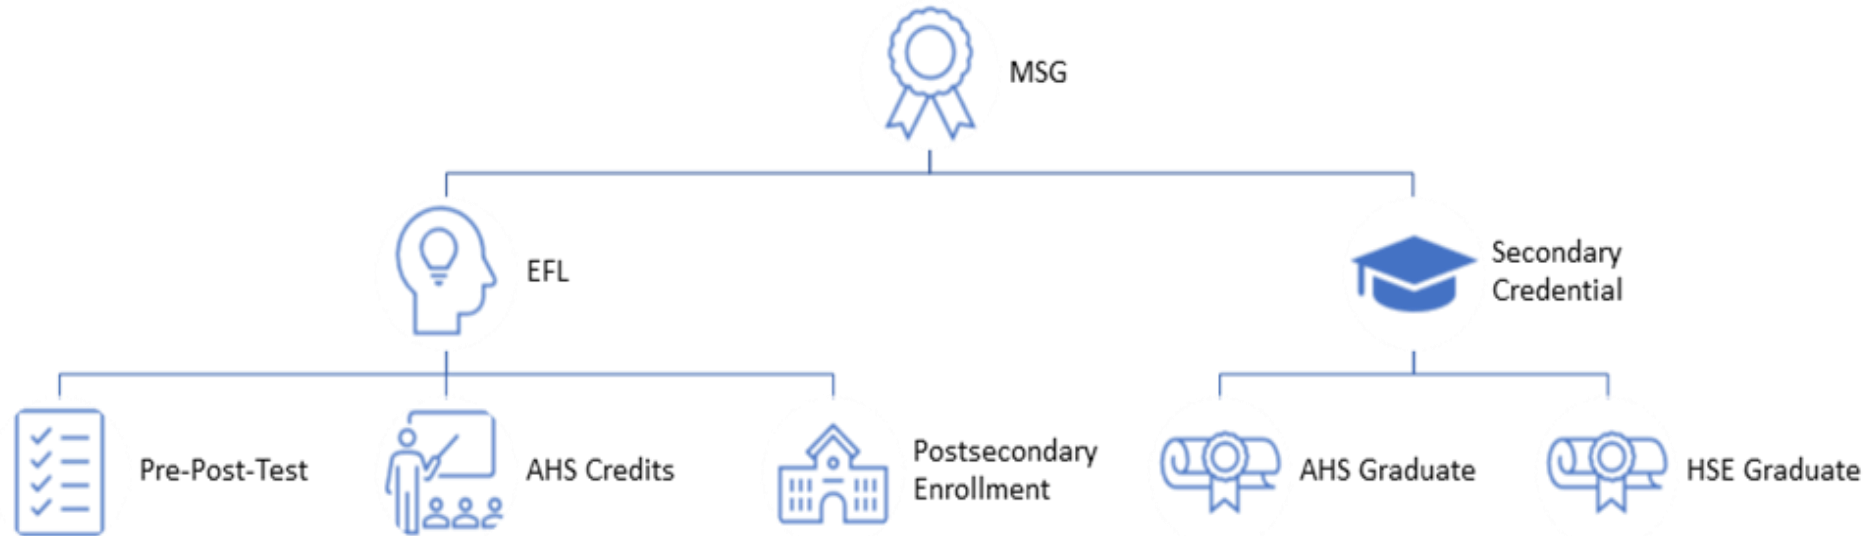 MSG
EFL
Secondary
Credential
Pre-Post-Test
AHS Credits
Postsecondary
Enrollment
AHS Graduate
HSE Graduate